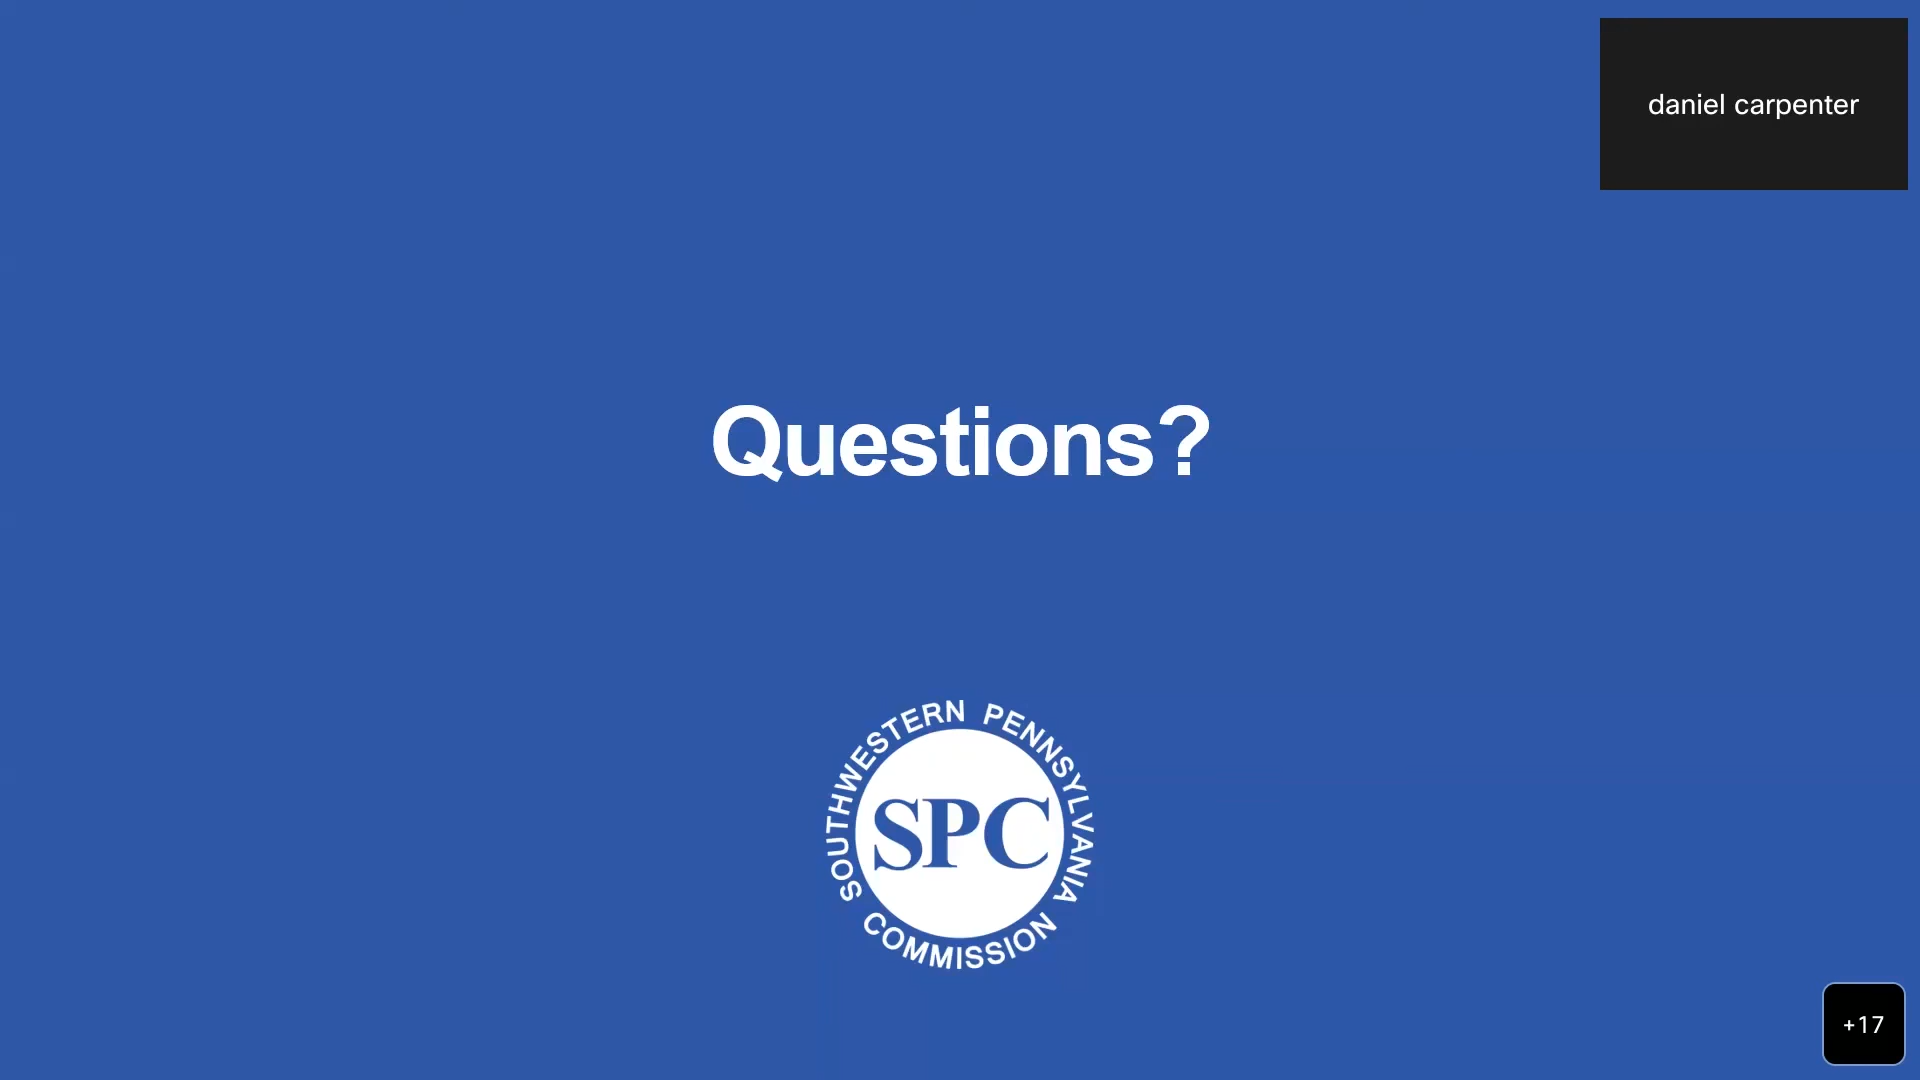 daniel carpenter
Questions?
SOUTHWESTERN PENNSYLVANIA
SPC
COMMISSION
+17